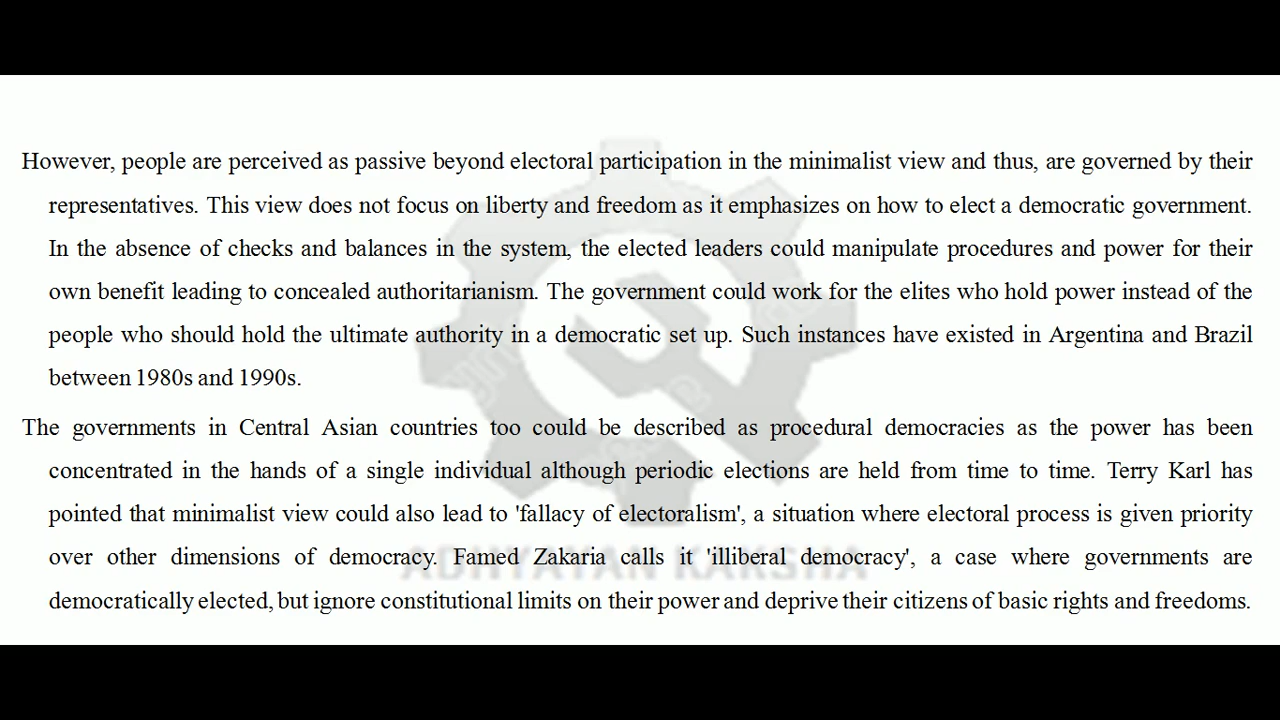 However, people are perceived as passive beyond electoral participation in the minimalist view and thus, are governed by their
representatives. This view does not focus on liberty and freedom as it emphasizes on how to elect a democratic government.
In the absence of checks and balances in the system, the elected leaders could manipulate procedures and power for their
own benefit leading to concealed authoritarianism. The government could work for the elites who hold power instead of the
people who should hold the ultimate authority in a democratic set up. Such instances have existed in Argentina and Brazil
between 1980s and 1990s.
The governments in Central Asian countries too could be described as procedural democracies as the power has been
concentrated in the hands of a single individual although periodic elections are held from time to time. Terry Karl has
pointed that minimalist view could also lead to 'fallacy of electoralism', a situation where electoral process is given priority
over other dimensions of democracy. Famed Zakaria calls it 'illiberal democracy', a case where governments are
ADHYAYAN KAKSHA
democratically elected, but ignore constitutional limits on their power and deprive their citizens of basic rights and freedoms.